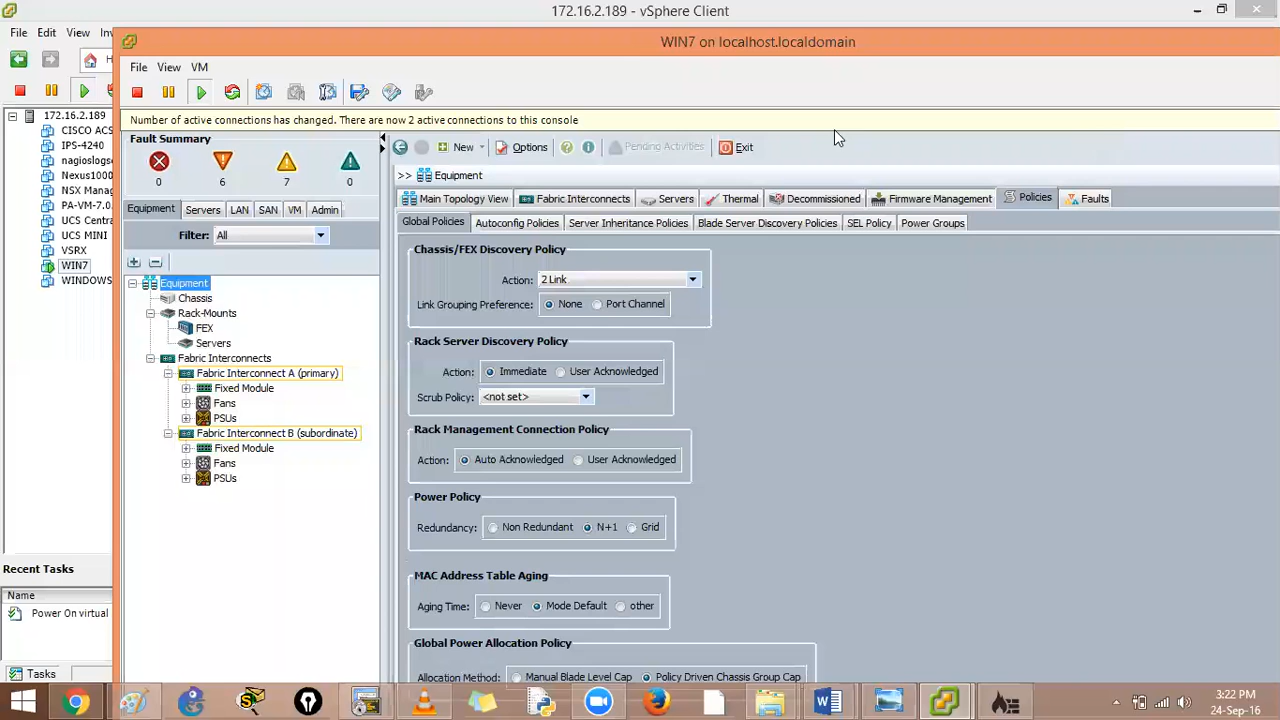 172.16.2.189 - vSphere Client
File Edit View Inv
WIN7 on localhost.localdomain
H
File View VM
172.16.2.189
CISCO ACS
IPS-4240
nagioslogse
Nexus1000
NSX Manag
PA-VM-7.0.
UCS Centra
UCS MINI
VSRX
WIN7
WINDOWS
Number of active connections has changed. There are now 2 active connections to this console
Fault Summary
0 6 7 0
New Options Pending Activities Exit
>> Equipment
Equipment Servers LAN SAN VM Admin
Filter: All
Main Topology View Fabric Interconnects Servers Thermal Decommissioned Firmware Management Policies Faults
Global Policies Autoconfig Policies Server Inheritance Policies Blade Server Discovery Policies SEL Policy Power Groups
Equipment
Chassis
Rack-Mounts
FEX
Servers
Fabric Interconnects
Fabric Interconnect A (primary)
Fixed Module
Fans
PSUs
Fabric Interconnect B (subordinate)
Fixed Module
Fans
PSUs
Chassis/FEX Discovery Policy
Action: 2 Link
Link Grouping Preference: None Port Channel
Rack Server Discovery Policy
Action: Immediate User Acknowledged
Scrub Policy: <not set>
Rack Management Connection Policy
Action: Auto Acknowledged User Acknowledged
Power Policy
Redundancy: Non Redundant N+1 Grid
MAC Address Table Aging
Aging Time: Never Mode Default other
Global Power Allocation Policy
Allocation Method: Manual Blade Level Cap Policy Driven Chassis Group Cap
Recent Tasks
Name
Power On virtual
Tasks
3:22 PM
24-Sep-16